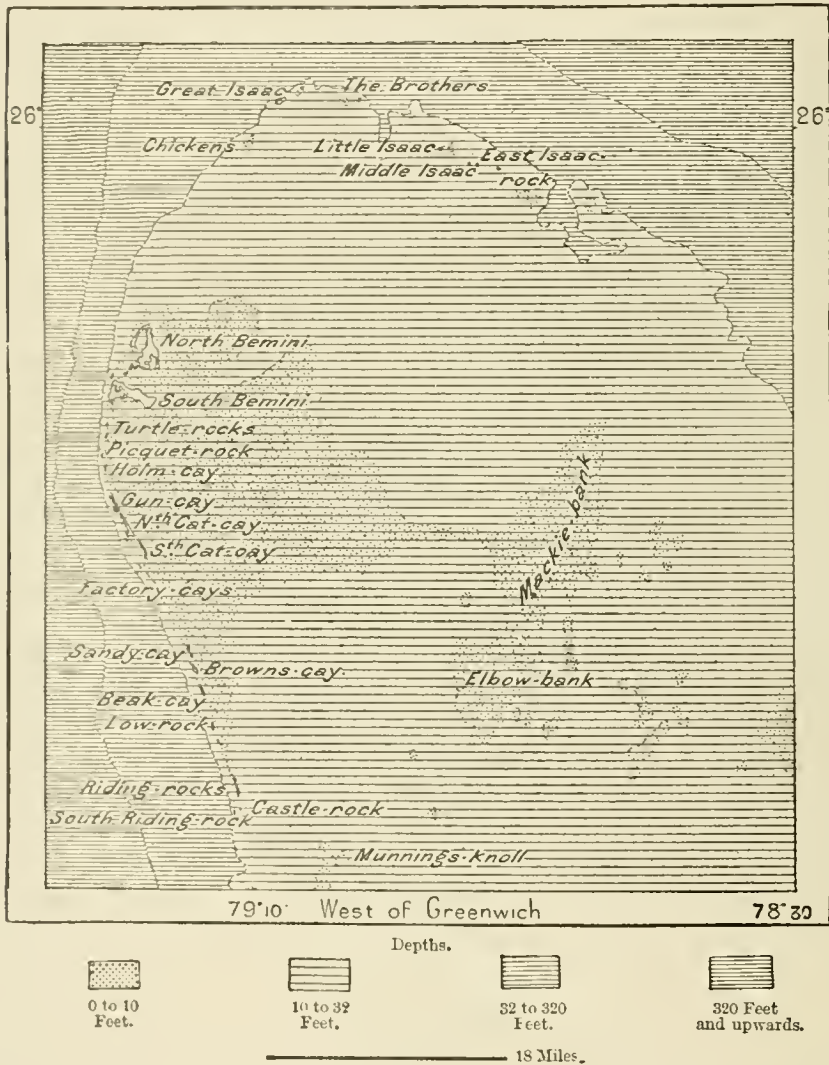 Great Isaac The Brothers
26° 26°
Chickens Little Isaac East Isaac
Middle Isaac rock
North Bemini
South Bemini
Turtle-rocks
Picquet-rock
Holm-cay
Gun-cay
Nth Cat-cay
Sth Cat-cay
Mackie-bank
Factory-cays
Sandy-cay
Browns-cay
Elbow-bank
Beak-cay
Low-rock
Riding-rocks
Castle-rock
South Riding-rock
Munnings-Knoll
79°10' West of Greenwich 78°30
Depths.
0 to 10
Feet.
10 to 32
Feet.
32 to 320
Feet.
320 Feet
and upwards.
18 Miles.